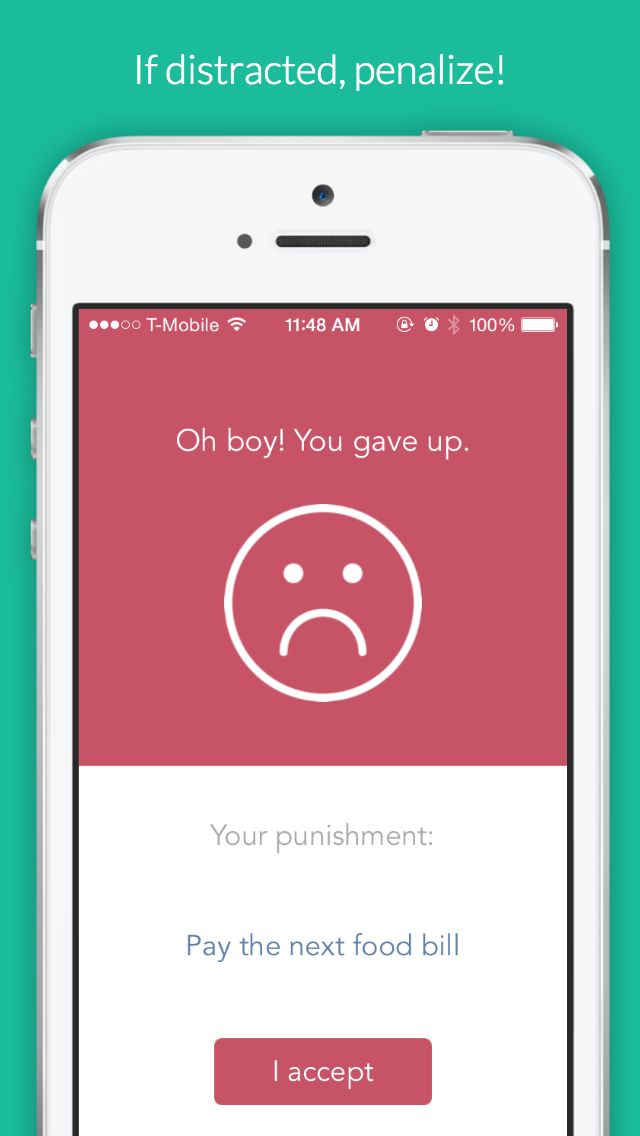 If distracted, penalize!
T-Mobile 11:48 AM 100%
Oh boy! You gave up.
Your punishment:
Pay the next food bill
I accept